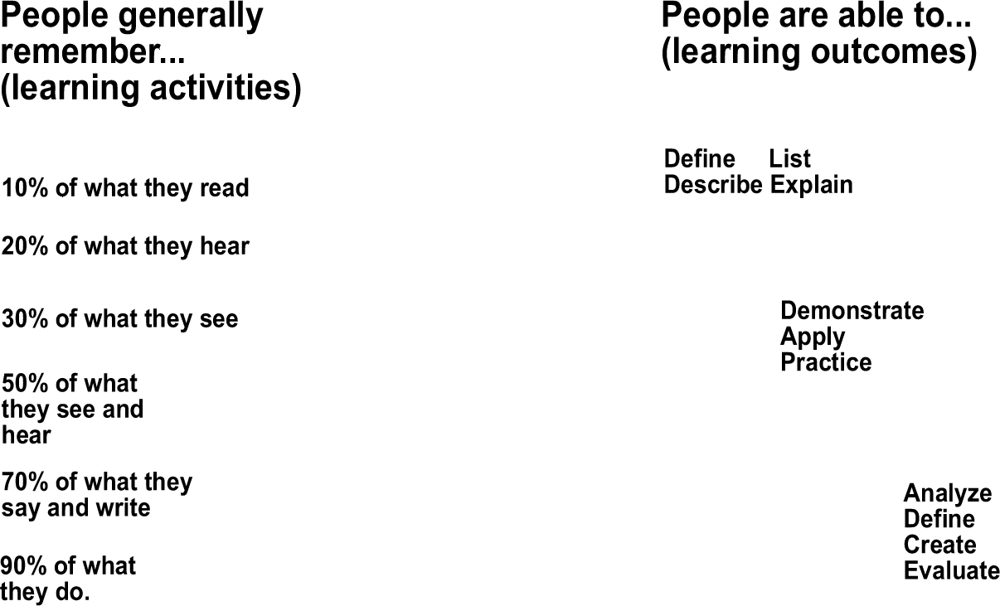 People generally
remember...
(learning activities)
People are able to...
(learning outcomes)
10% of what they read
20% of what they hear
30% of what they see
50% of what
they see and
hear
70% of what they
say and write
90% of what
they do.
Define List
Describe Explain
Demonstrate
Apply
Practice
Analyze
Define
Create
Evaluate